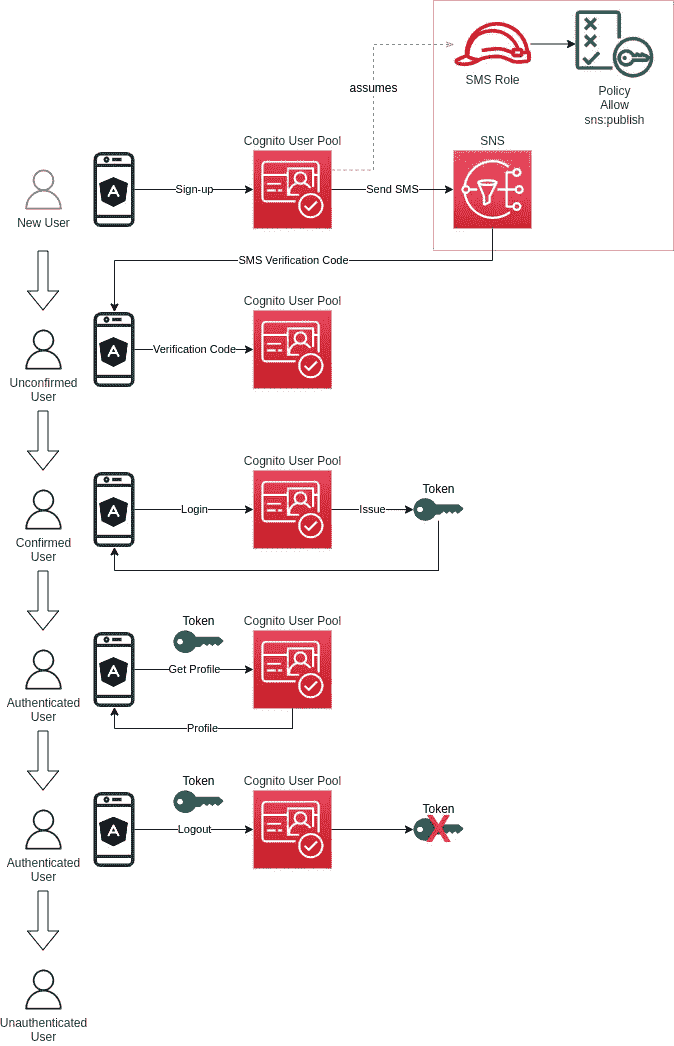 assumes
SMS Role
Policy
Allow
sns:publish
Cognito User Pool
SNS
New User
Sign-up
Send SMS
SMS Verification Code
Cognito User Pool
Verification Code
Unconfirmed
User
Cognito User Pool
Login
Issue
Token
Confirmed
User
Token
Cognito User Pool
Get Profile
Profile
Authenticated
User
Token
Cognito User Pool
Logout
Token
X
Authenticated
User
Unauthenticated
User